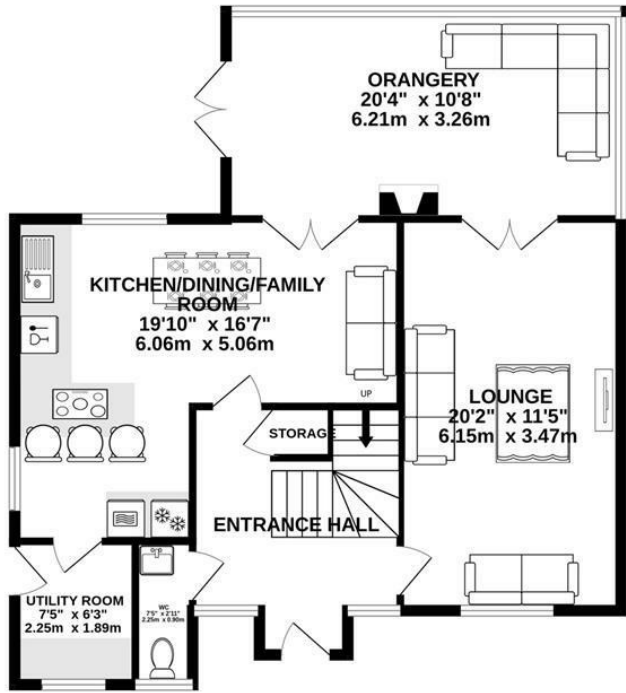 ORANGERY
20'4" x 10'8"
6.21m x 3.26m
KITCHEN/DINING/FAMILY
ROOM
19'10" x 16'7"
6.06m x 5.06m
UP
STORAGE
LOUNGE
20'2" x 11'5"
6.15m x 3.47m
ENTRANCE HALL
UTILITY ROOM
7'5" x 6'3"
2.25m x 1.89m
WC
7'5" x 2'11"
2.25m x 0.90m